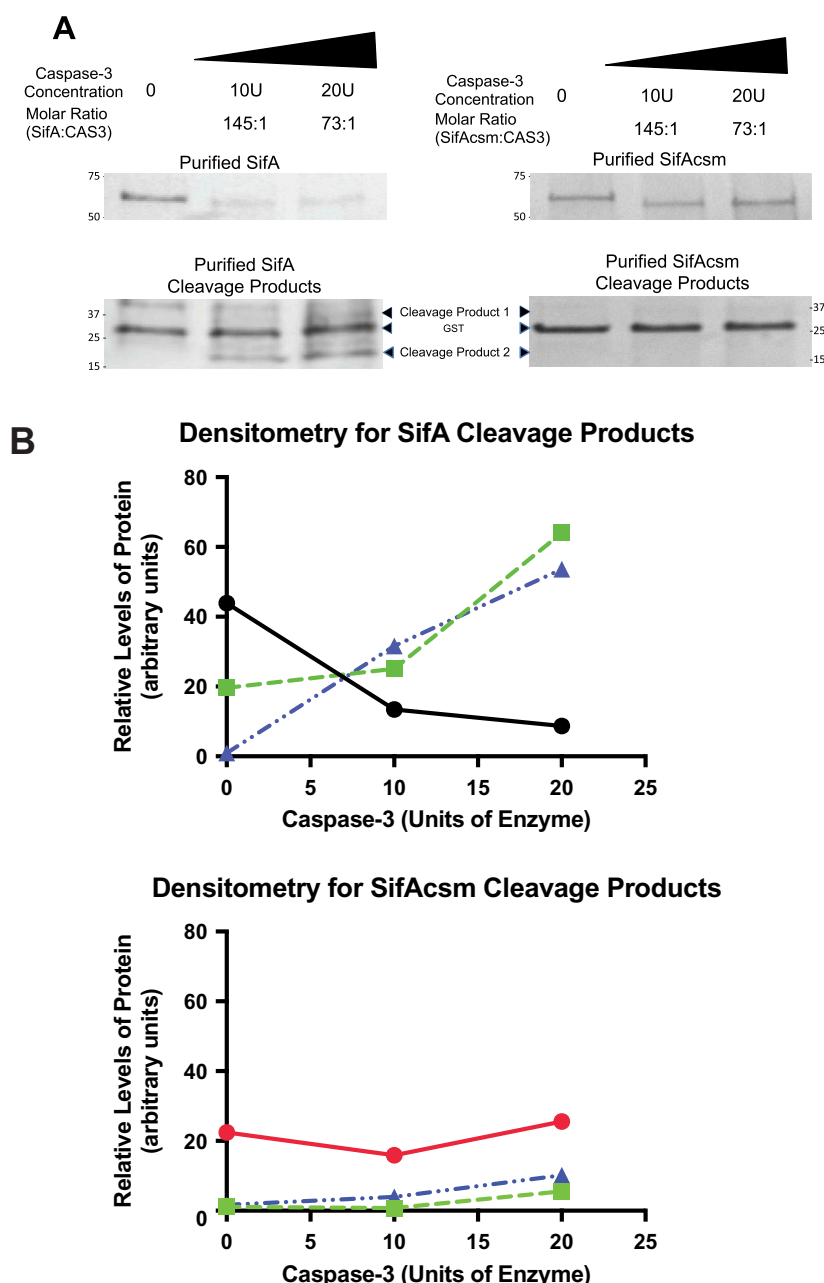 A
Caspase-3
Concentration 0 10U 20U
Molar Ratio
(SifA:CAS3) 145:1 73:1
Purified SifA
75
50
Purified SifA
Cleavage Products
37
25
15
Caspase-3
Concentration 0 10U 20U
Molar Ratio
(SifAcsm:CAS3) 145:1 73:1
Purified SifAcsm
75
50
Purified SifAcsm
Cleavage Products
37
25
15
Cleavage Product 1
GST
Cleavage Product 2
B
Densitometry for SifA Cleavage Products
Relative Levels of Protein
(arbitrary units)
80
60
40
20
0
0 5 10 15 20 25
Caspase-3 (Units of Enzyme)
Densitometry for SifAcsm Cleavage Products
Relative Levels of Protein
(arbitrary units)
80
60
40
20
0
0 5 10 15 20 25
Caspase-3 (Units of Enzyme)